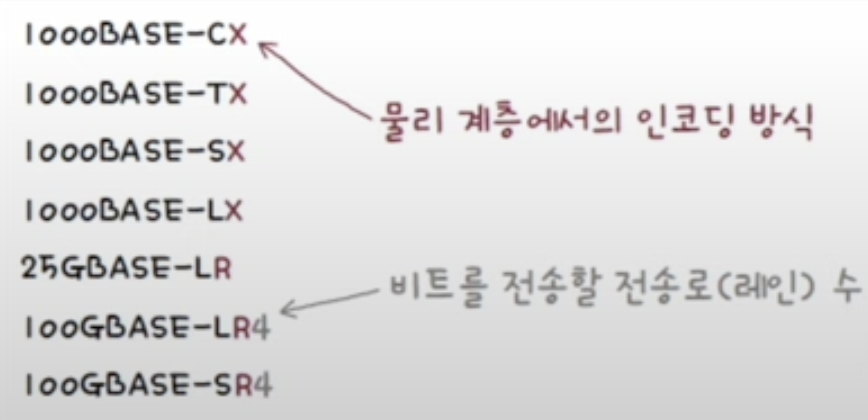 1000BASE-CX
1000BASE-TX
물리 계층에서의 인코딩 방식
1000BASE-SX
1000BASE-LX
25GBASE-LR
비트를 전송할 전송로(레인) 수
100GBASE-LR4
100GBASE-SR4